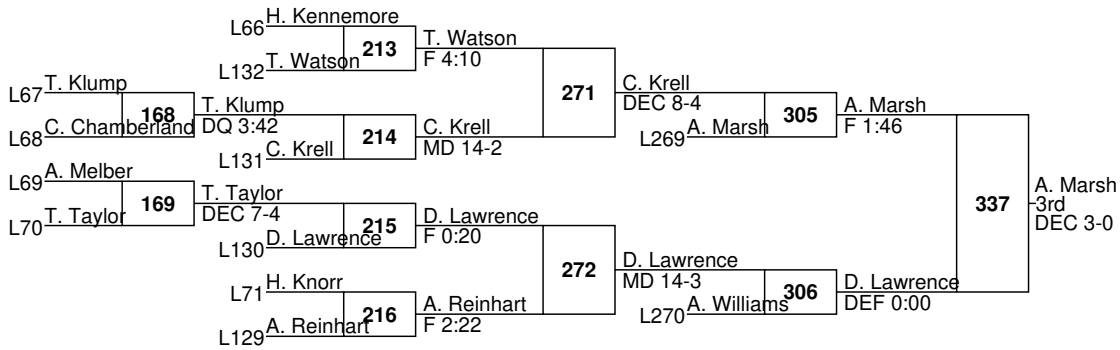 H. Kennemore
L66
213
T. Watson
F 4:10
T. Watson
L132
T. Klump
L67
168
T. Klump
DQ 3:42
C. Chamberland
L68
271
C. Krell
DEC 8-4
214
C. Krell
MD 14-2
C. Krell
L131
305
A. Marsh
F 1:46
A. Marsh
L269
A. Melber
L69
169
T. Taylor
DEC 7-4
T. Taylor
L70
215
D. Lawrence
F 0:20
D. Lawrence
L130
337
A. Marsh
3rd
DEC 3-0
272
D. Lawrence
MD 14-3
H. Knorr
L71
216
A. Reinhart
F 2:22
A. Reinhart
L129
306
D. Lawrence
DEF 0:00
A. Williams
L270